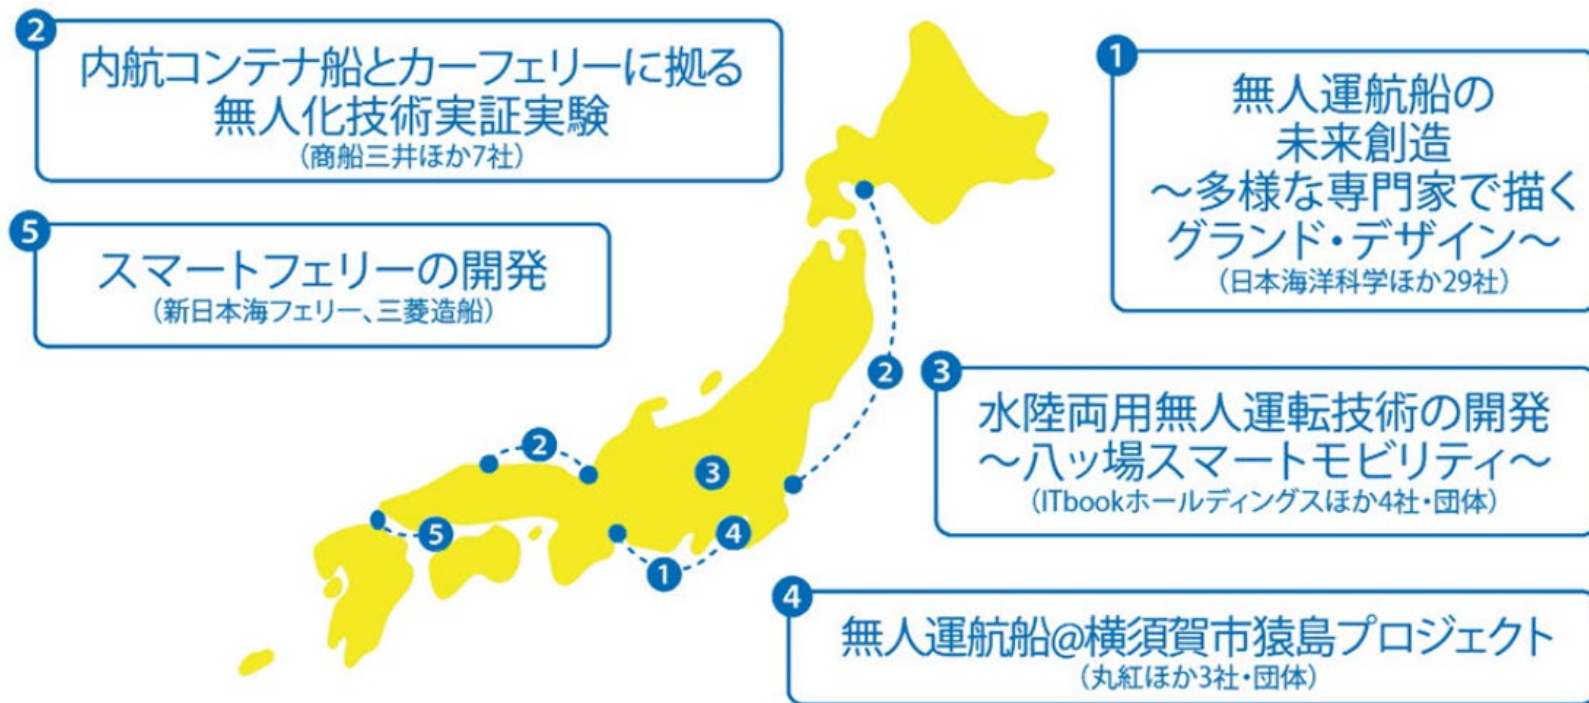 ②
内航コンテナ船とカーフェリーに拠る
無人化技術実証実験
(商船三井ほか7社)
⑤
スマートフェリーの開発
(新日本海フェリー、三菱造船)
①
無人運航船の
未来創造
～多様な専門家で描く
グランド・デザイン～
(日本海洋科学ほか29社)
③
水陸両用無人運転技術の開発
～八ッ場スマートモビリティ～
(ITbookホールディングスほか4社・団体)
④
無人運航船@横須賀市猿島プロジェクト
(丸紅ほか3社・団体)
②
②
③
⑤
④
①